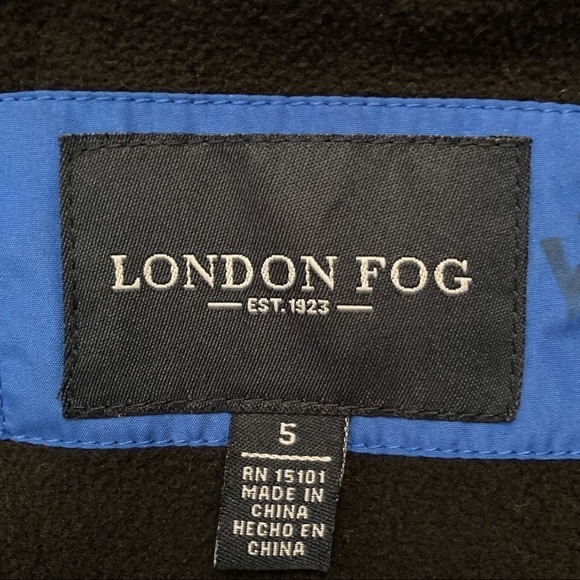 LONDON FOG
EST. 1923
5
RN 15101
MADE IN
CHINA
HECHO EN
CHINA